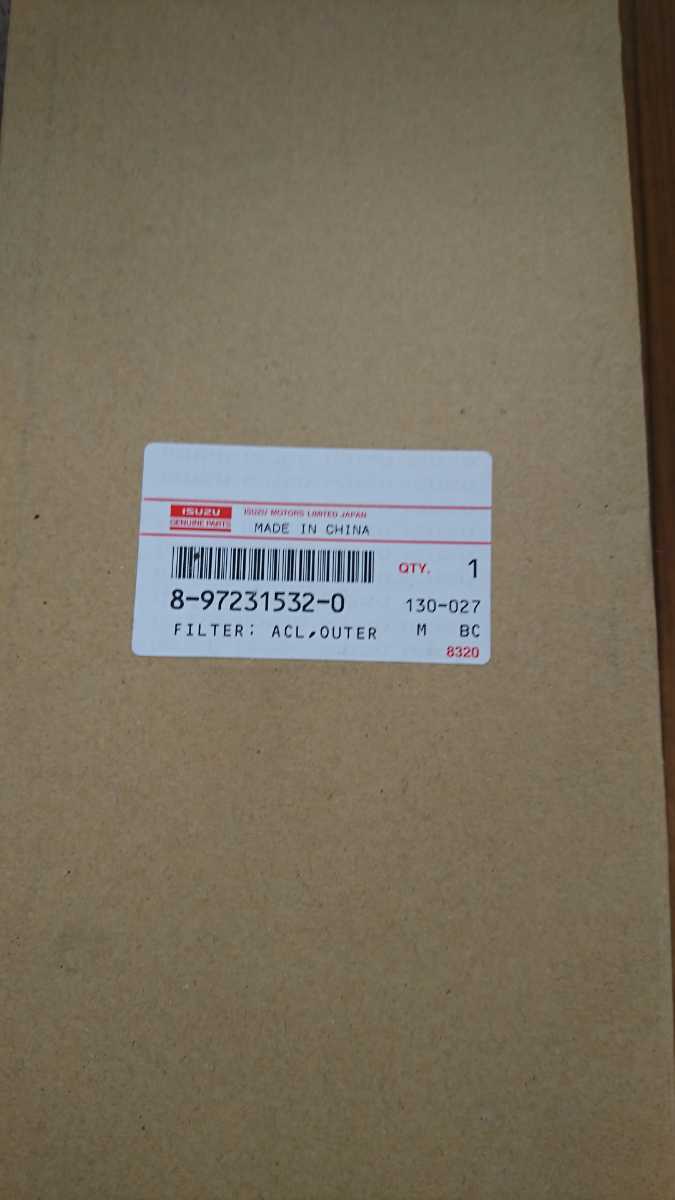 ISUZU
GENUINE PARTS
ISUZU MOTORS LIMITED JAPAN
MADE IN CHINA
QTY. 1
8-97231532-0
130-027
FILTER; ACL,OUTER
M BC
8320